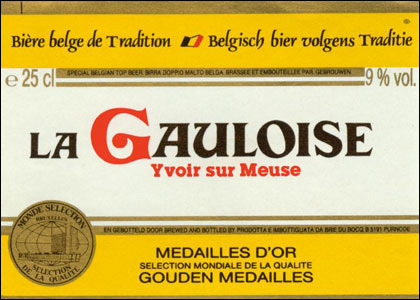 Bière belge de Tradition Belgisch bier volgens Traditie
e 25 cl SPECIAL BELGIAN TOP BEER. BIRRA DOPPIO MALTO BELGA. BRASSEE ET EMBOUTEILLEE PAR. GEBROUWEN 9% vol.
LA GAULOISE
Yvoir sur Meuse
EN GEBOTTELD DOOR BREWED AND BOTTLED BY PRODOTTA E IMBOTTIGLIATA DA BRIE DU BOCQ B 5191 PURNODE
MONDE SELECTION
BRUXELLES
SELECTION
DE LA QUALITE
MEDAILLES D'OR
SELECTION MONDIALE DE LA QUALITE
GOUDEN MEDAILLES